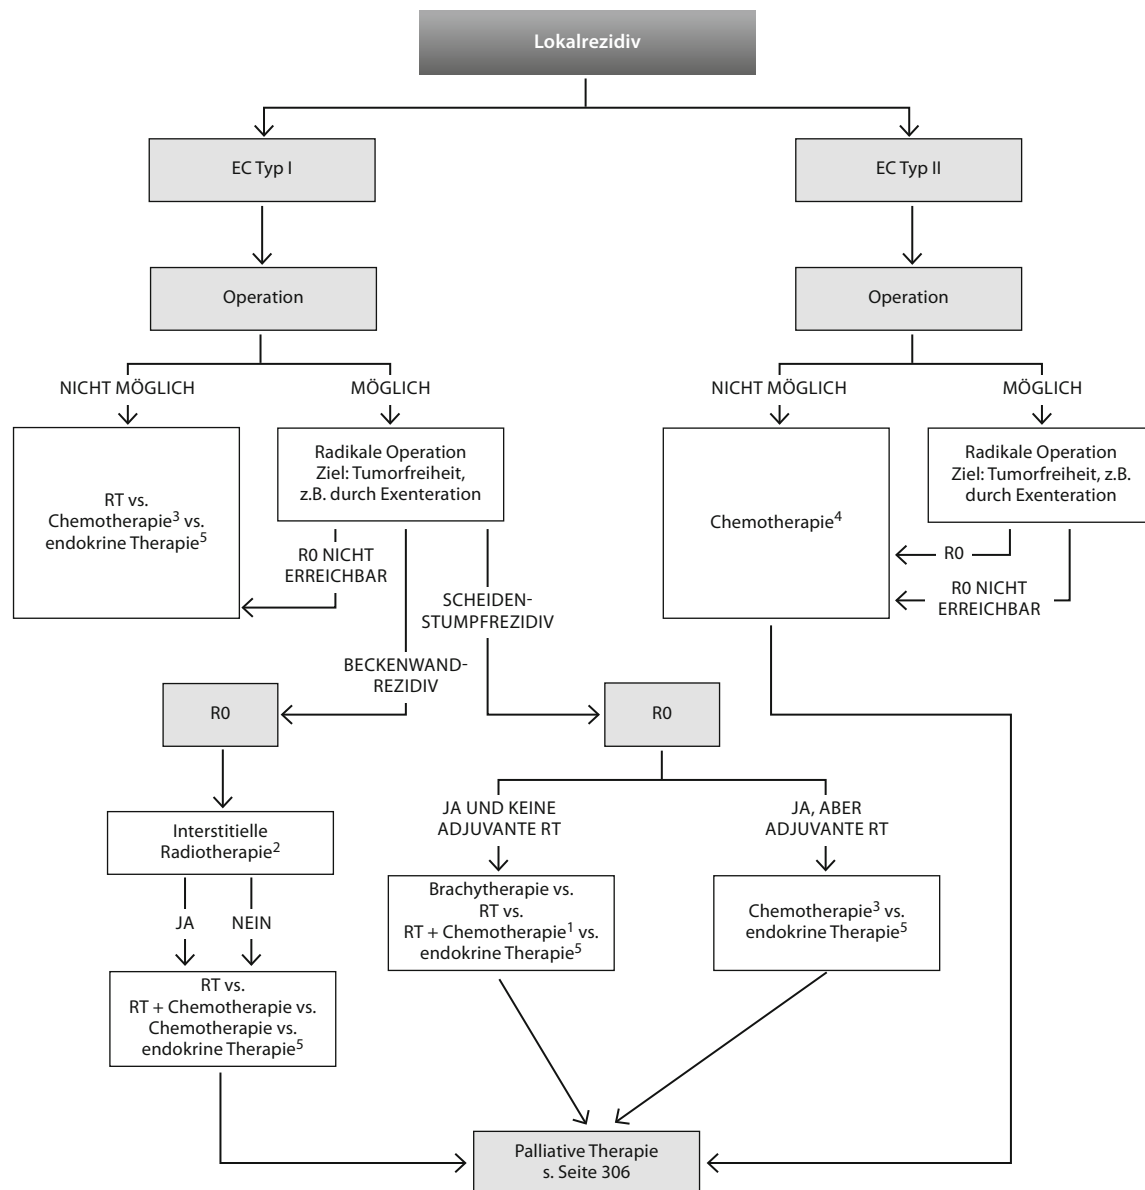 Lokalrezidiv
EC Typ I
EC Typ II
Operation
Operation
NICHT MÖGLICH
MÖGLICH
NICHT MÖGLICH
MÖGLICH
RT vs.
Chemotherapie³ vs.
endokrine Therapie⁵
Radikale Operation
Ziel: Tumorfreiheit,
z.B. durch Exenteration
Chemotherapie⁴
Radikale Operation
Ziel: Tumorfreiheit, z.B.
durch Exenteration
R0 NICHT
ERREICHBAR
R0
R0 NICHT
ERREICHBAR
SCHEIDEN-
STUMPFREZIDIV
BECKENWAND-
REZIDIV
R0
R0
Interstitielle
Radiotherapie²
JA UND KEINE
ADJUVANTE RT
JA, ABER
ADJUVANTE RT
JA
NEIN
Brachytherapie vs.
RT vs.
RT + Chemotherapie¹ vs.
endokrine Therapie⁵
Chemotherapie³ vs.
endokrine Therapie⁵
RT vs.
RT + Chemotherapie vs.
Chemotherapie vs.
endokrine Therapie⁵
Palliative Therapie
s. Seite 306